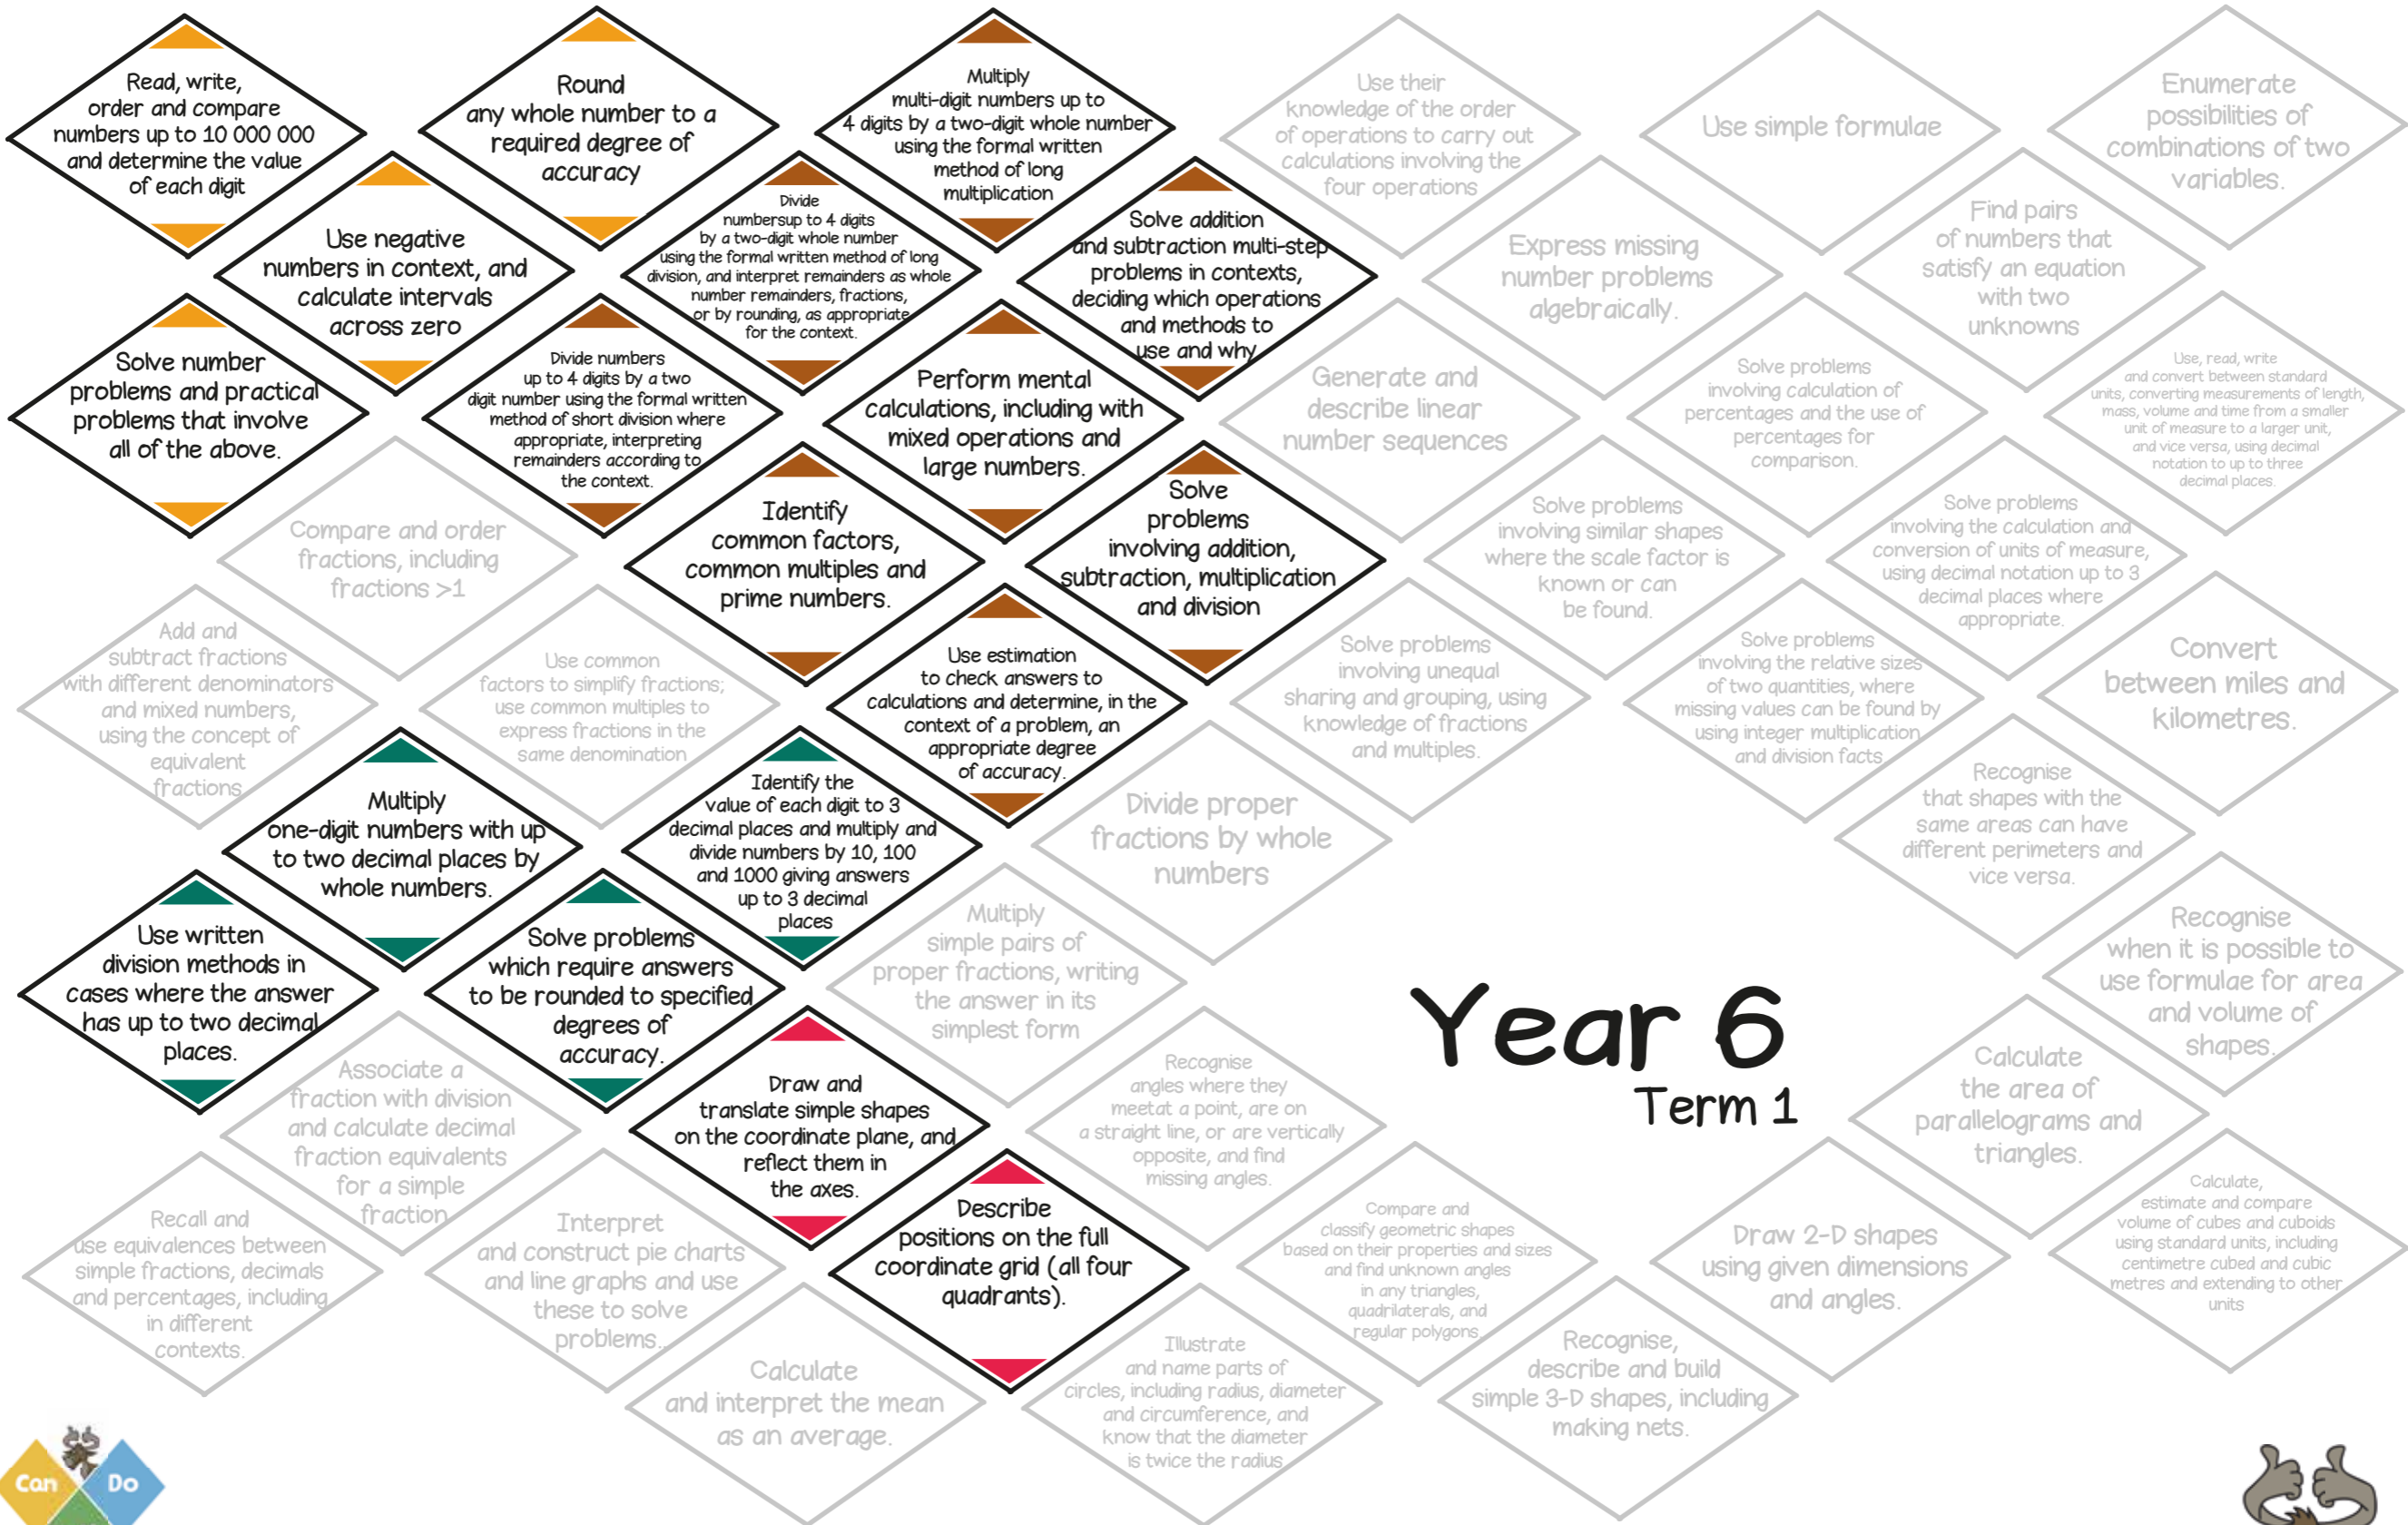 Read, write,
order and compare
numbers up to 10 000 000
and determine the value
of each digit
Round
any whole number to a
required degree of
accuracy
Multiply
multi-digit numbers up to
4 digits by a two-digit whole number
using the formal written
method of long
multiplication
Use their
knowledge of the order
of operations to carry out
calculations involving the
four operations
Use simple formulae
Enumerate
possibilities of
combinations of two
variables.
Use negative
numbers in context, and
calculate intervals
across zero
Divide
numbersup to 4 digits
by a two-digit whole number
using the formal written method of long
division, and interpret remainders as whole
number remainders, fractions,
or by rounding, as appropriate
for the context.
Solve addition
and subtraction multi-step
problems in contexts,
deciding which operations
and methods to
use and why
Express missing
number problems
algebraically.
Find pairs
of numbers that
satisfy an equation
with two
unknowns
Solve number
problems and practical
problems that involve
all of the above.
Divide numbers
up to 4 digits by a two
digit number using the formal written
method of short division where
appropriate, interpreting
remainders according to
the context.
Perform mental
calculations, including with
mixed operations and
large numbers.
Generate and
describe linear
number sequences
Solve problems
involving calculation of
percentages and the use of
percentages for
comparison.
Use, read, write
and convert between standard
units, converting measurements of length,
mass, volume and time from a smaller
unit of measure to a larger unit,
and vice versa, using decimal
notation to up to three
decimal places.
Compare and order
fractions, including
fractions >1
Identify
common factors,
common multiples and
prime numbers.
Solve
problems
involving addition,
subtraction, multiplication
and division
Solve problems
involving similar shapes
where the scale factor is
known or can
be found.
Solve problems
involving the calculation and
conversion of units of measure,
using decimal notation up to 3
decimal places where
appropriate.
Add and
subtract fractions
with different denominators
and mixed numbers,
using the concept of
equivalent
fractions
Use common
factors to simplify fractions;
use common multiples to
express fractions in the
same denomination
Use estimation
to check answers to
calculations and determine, in the
context of a problem, an
appropriate degree
of accuracy.
Solve problems
involving unequal
sharing and grouping, using
knowledge of fractions
and multiples.
Solve problems
involving the relative sizes
of two quantities, where
missing values can be found by
using integer multiplication
and division facts
Convert
between miles and
kilometres.
Multiply
one-digit numbers with up
to two decimal places by
whole numbers.
Identify the
value of each digit to 3
decimal places and multiply and
divide numbers by 10, 100
and 1000 giving answers
up to 3 decimal
places
Divide proper
fractions by whole
numbers
Recognise
that shapes with the
same areas can have
different perimeters and
vice versa.
Use written
division methods in
cases where the answer
has up to two decimal
places.
Solve problems
which require answers
to be rounded to specified
degrees of
accuracy.
Multiply
simple pairs of
proper fractions, writing
the answer in its
simplest form
Recognise
when it is possible to
use formulae for area
and volume of
shapes.
Year 6
Term 1
Associate a
fraction with division
and calculate decimal
fraction equivalents
for a simple
fraction
Draw and
translate simple shapes
on the coordinate plane, and
reflect them in
the axes.
Recognise
angles where they
meetat a point, are on
a straight line, or are vertically
opposite, and find
missing angles.
Calculate
the area of
parallelograms and
triangles.
Recall and
use equivalences between
simple fractions, decimals
and percentages, including
in different
contexts.
Interpret
and construct pie charts
and line graphs and use
these to solve
problems..
Describe
positions on the full
coordinate grid (all four
quadrants).
Compare and
classify geometric shapes
based on their properties and sizes
and find unknown angles
in any triangles,
quadrilaterals, and
regular polygons
Draw 2-D shapes
using given dimensions
and angles.
Calculate,
estimate and compare
volume of cubes and cuboids
using standard units, including
centimetre cubed and cubic
metres and extending to other
units
Calculate
and interpret the mean
as an average.
Illustrate
and name parts of
circles, including radius, diameter
and circumference, and
know that the diameter
is twice the radius
Recognise,
describe and build
simple 3-D shapes, including
making nets.
Can Do